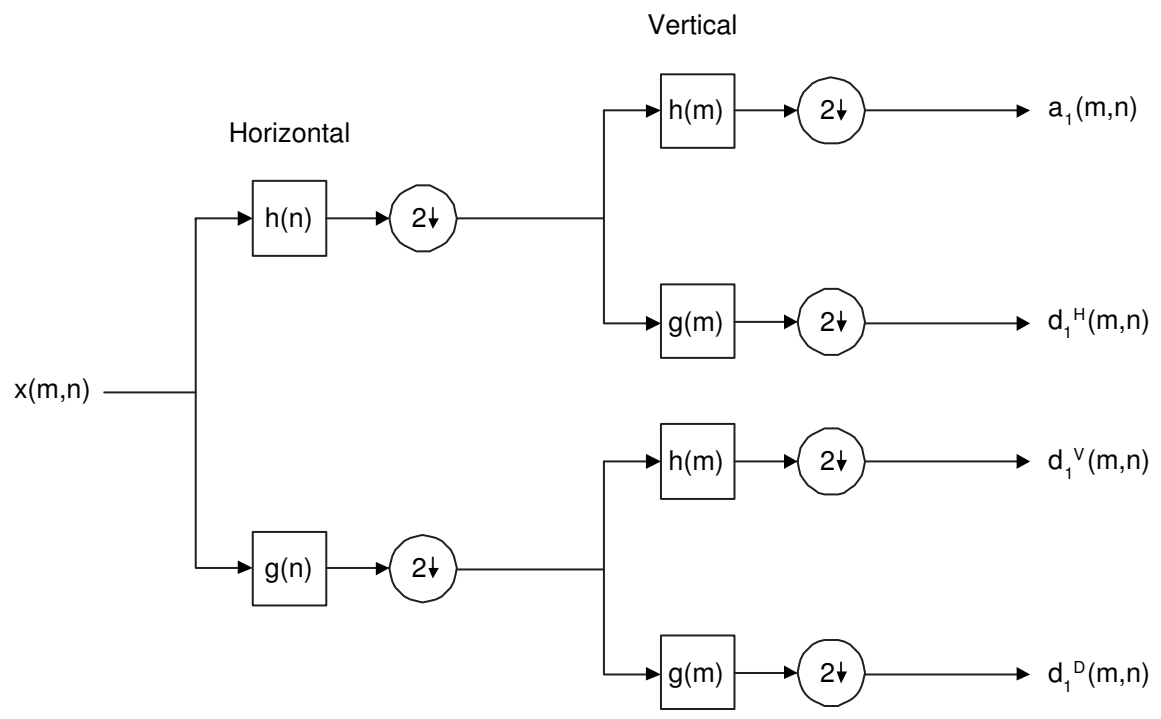 Vertical
h(m) 2↓ a₁(m,n)
Horizontal
h(n) 2↓
g(m) 2↓ d₁ᴴ(m,n)
x(m,n)
h(m) 2↓ d₁ⱽ(m,n)
g(n) 2↓
g(m) 2↓ d₁ᴰ(m,n)